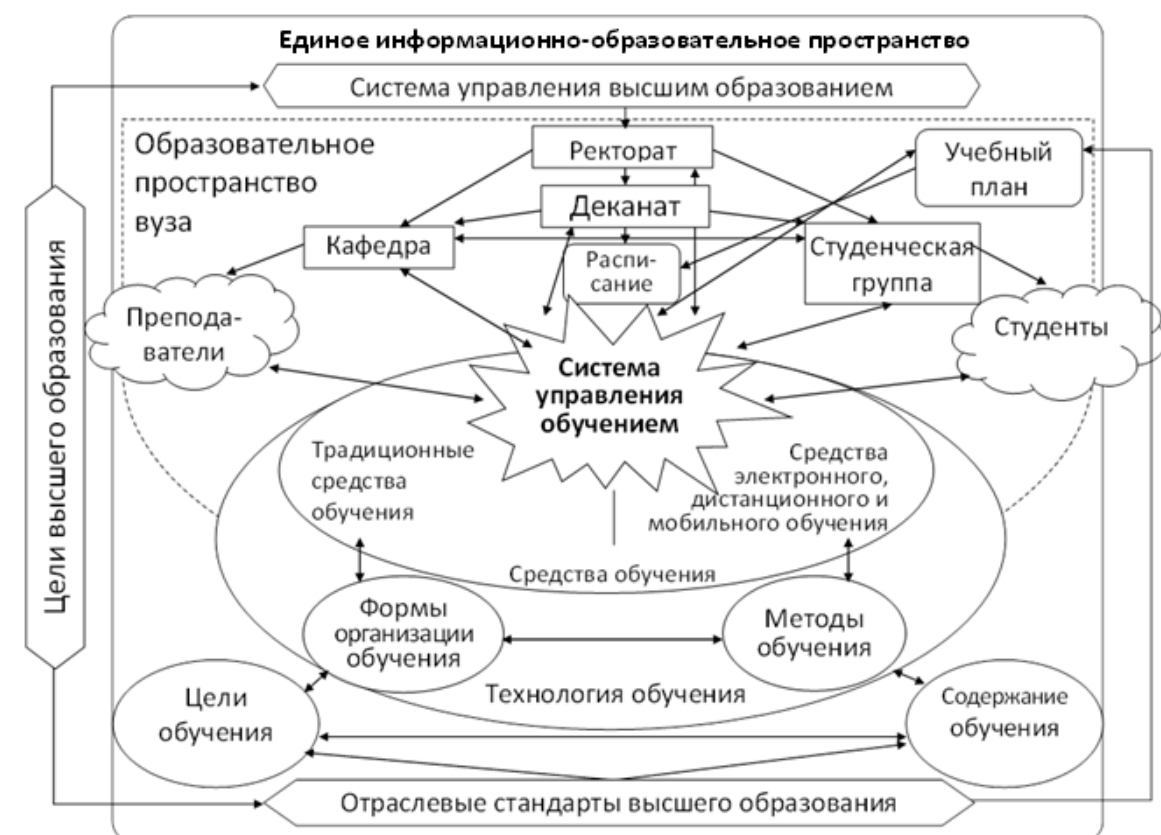 Единое информационно-образовательное пространство
Система управления высшим образованием
Образовательное
пространство
вуза
Ректорат
Учебный
план
Деканат
Кафедра
Распи-
сание
Студенческая
группа
Цели высшего образования
Препода-
ватели
Студенты
Система
управления
обучением
Традиционные
средства
обучения
Средства
электронного,
дистанционного и
мобильного обучения
Средства обучения
Формы
организации
обучения
Методы
обучения
Технология обучения
Цели
обучения
Содержание
обучения
Отраслевые стандарты высшего образования